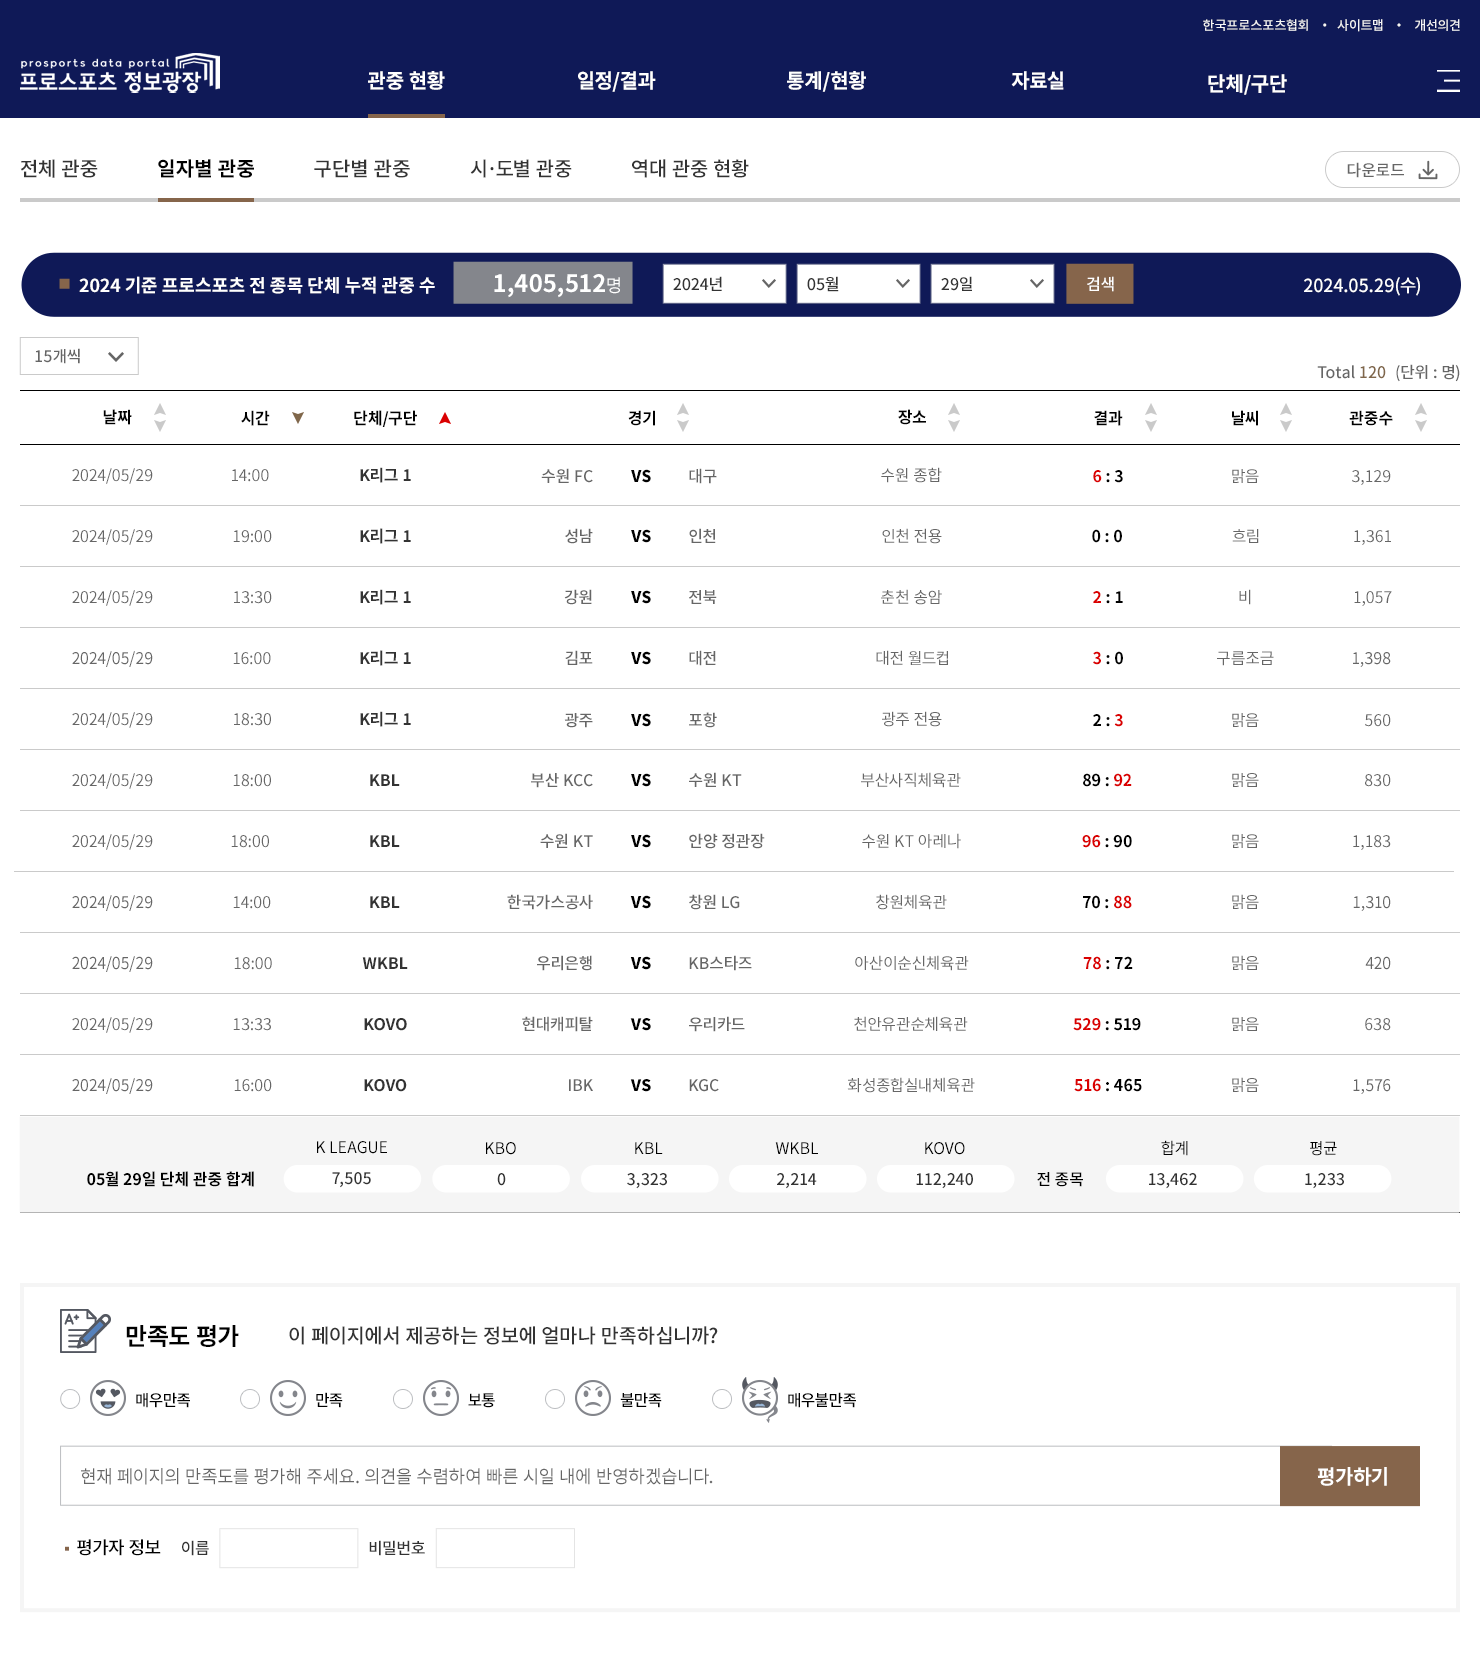 한국프로스포츠협회 • 사이트맵 • 개선의견
prosports data portal
프로스포츠 정보광장
관중 현황 일정/결과 통계/현황 자료실 단체/구단
전체 관중 일자별 관중 구단별 관중 시·도별 관중 역대 관중 현황 다운로드
2024 기준 프로스포츠 전 종목 단체 누적 관중 수 1,405,512명 2024년 05월 29일 검색 2024.05.29(수)
15개씩
Total 120 (단위 : 명)
날짜 시간 단체/구단 경기 장소 결과 날씨 관중수
2024/05/29 14:00 K리그 1 수원 FC VS 대구 수원 종합 6 : 3 맑음 3,129
2024/05/29 19:00 K리그 1 성남 VS 인천 인천 전용 0 : 0 흐림 1,361
2024/05/29 13:30 K리그 1 강원 VS 전북 춘천 송암 2 : 1 비 1,057
2024/05/29 16:00 K리그 1 김포 VS 대전 대전 월드컵 3 : 0 구름조금 1,398
2024/05/29 18:30 K리그 1 광주 VS 포항 광주 전용 2 : 3 맑음 560
2024/05/29 18:00 KBL 부산 KCC VS 수원 KT 부산사직체육관 89 : 92 맑음 830
2024/05/29 18:00 KBL 수원 KT VS 안양 정관장 수원 KT 아레나 96 : 90 맑음 1,183
2024/05/29 14:00 KBL 한국가스공사 VS 창원 LG 창원체육관 70 : 88 맑음 1,310
2024/05/29 18:00 WKBL 우리은행 VS KB스타즈 아산이순신체육관 78 : 72 맑음 420
2024/05/29 13:33 KOVO 현대캐피탈 VS 우리카드 천안유관순체육관 529 : 519 맑음 638
2024/05/29 16:00 KOVO IBK VS KGC 화성종합실내체육관 516 : 465 맑음 1,576
K LEAGUE KBO KBL WKBL KOVO 합계 평균
05월 29일 단체 관중 합계 7,505 0 3,323 2,214 112,240 전 종목 13,462 1,233
A+ 만족도 평가 이 페이지에서 제공하는 정보에 얼마나 만족하십니까?
매우만족 만족 보통 불만족 매우불만족
현재 페이지의 만족도를 평가해 주세요. 의견을 수렴하여 빠른 시일 내에 반영하겠습니다. 평가하기
평가자 정보 이름 비밀번호